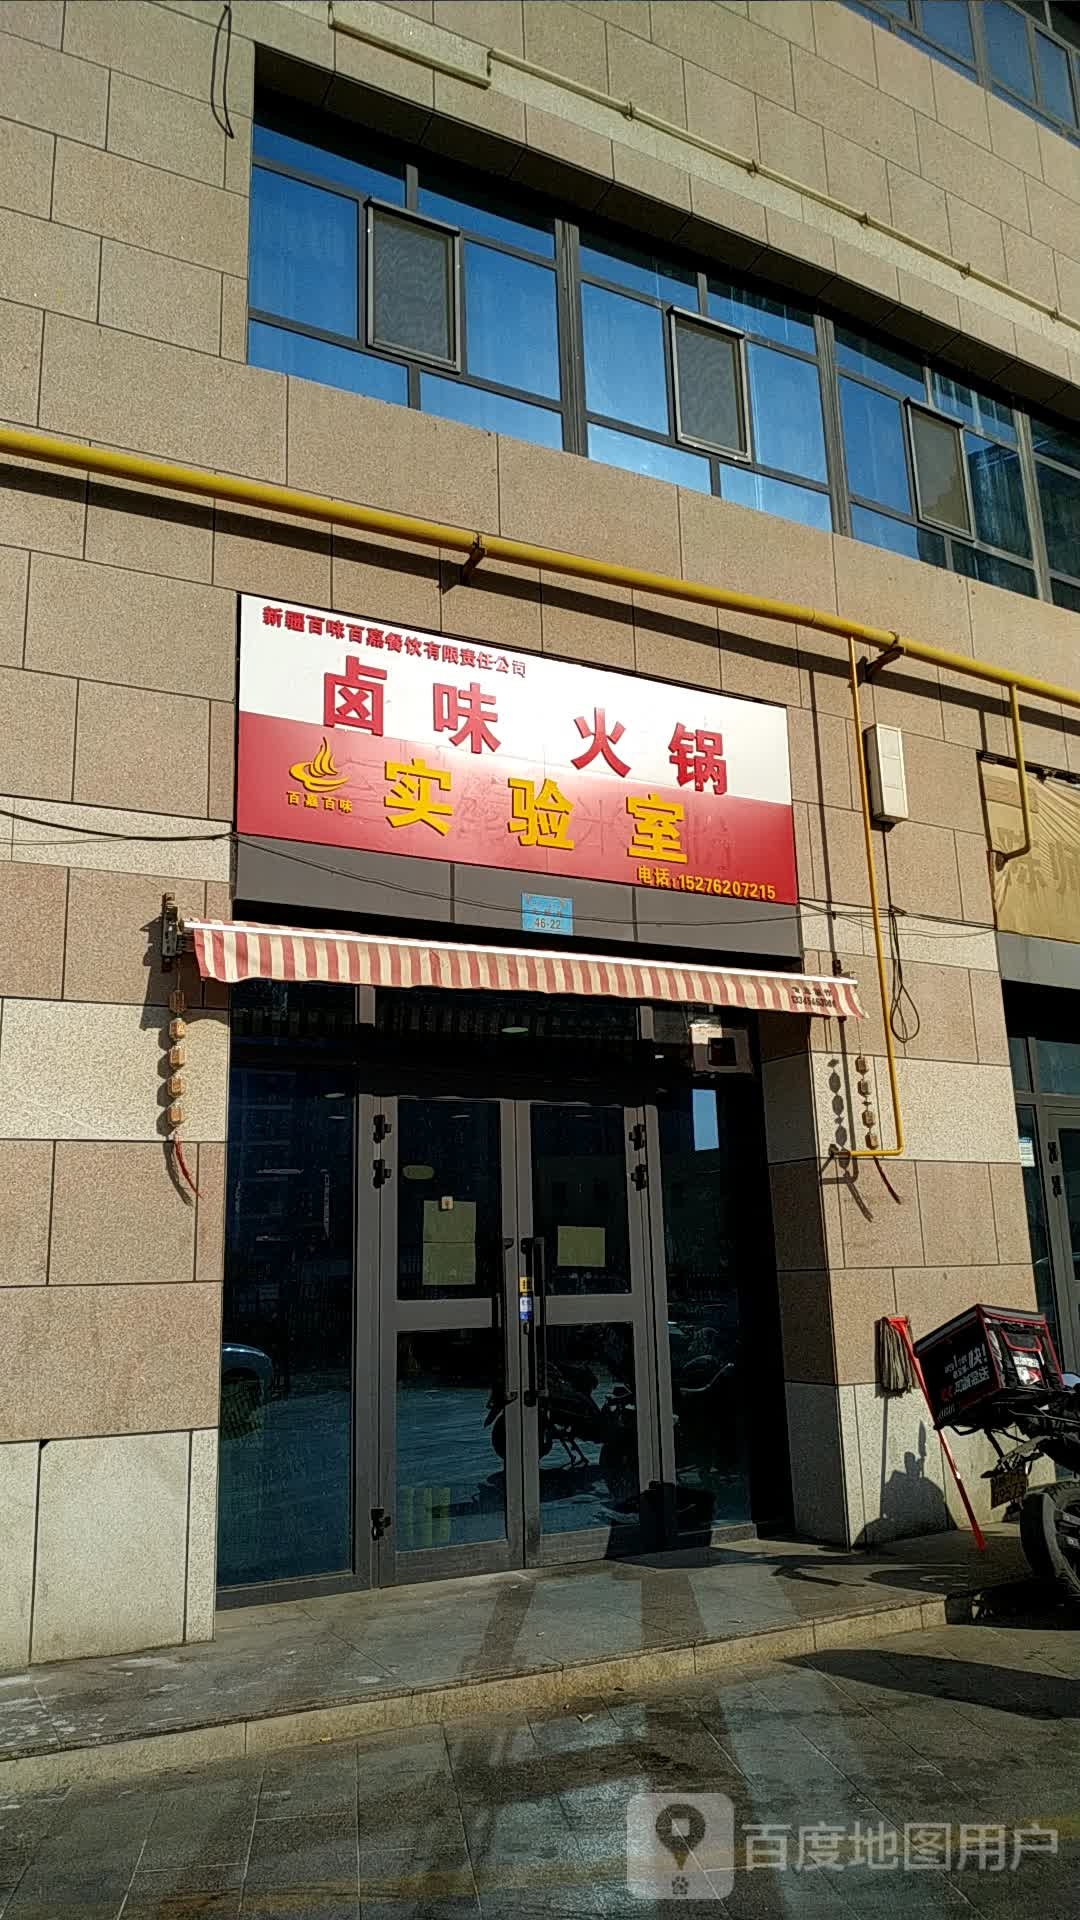 新疆百味百嘉餐饮有限责任公司
卤味 火锅
百嘉百味
实验室
电话:15276207215
46-22
百度地图用户